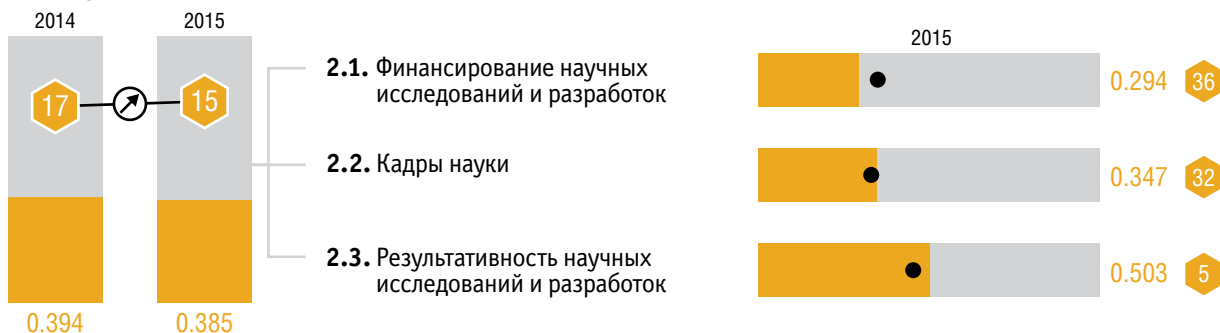 2014
2015
17
15
0.394
0.385
2.1. Финансирование научных
исследований и разработок
2.2. Кадры науки
2.3. Результативность научных
исследований и разработок
2015
0.294 36
0.347 32
0.503 5